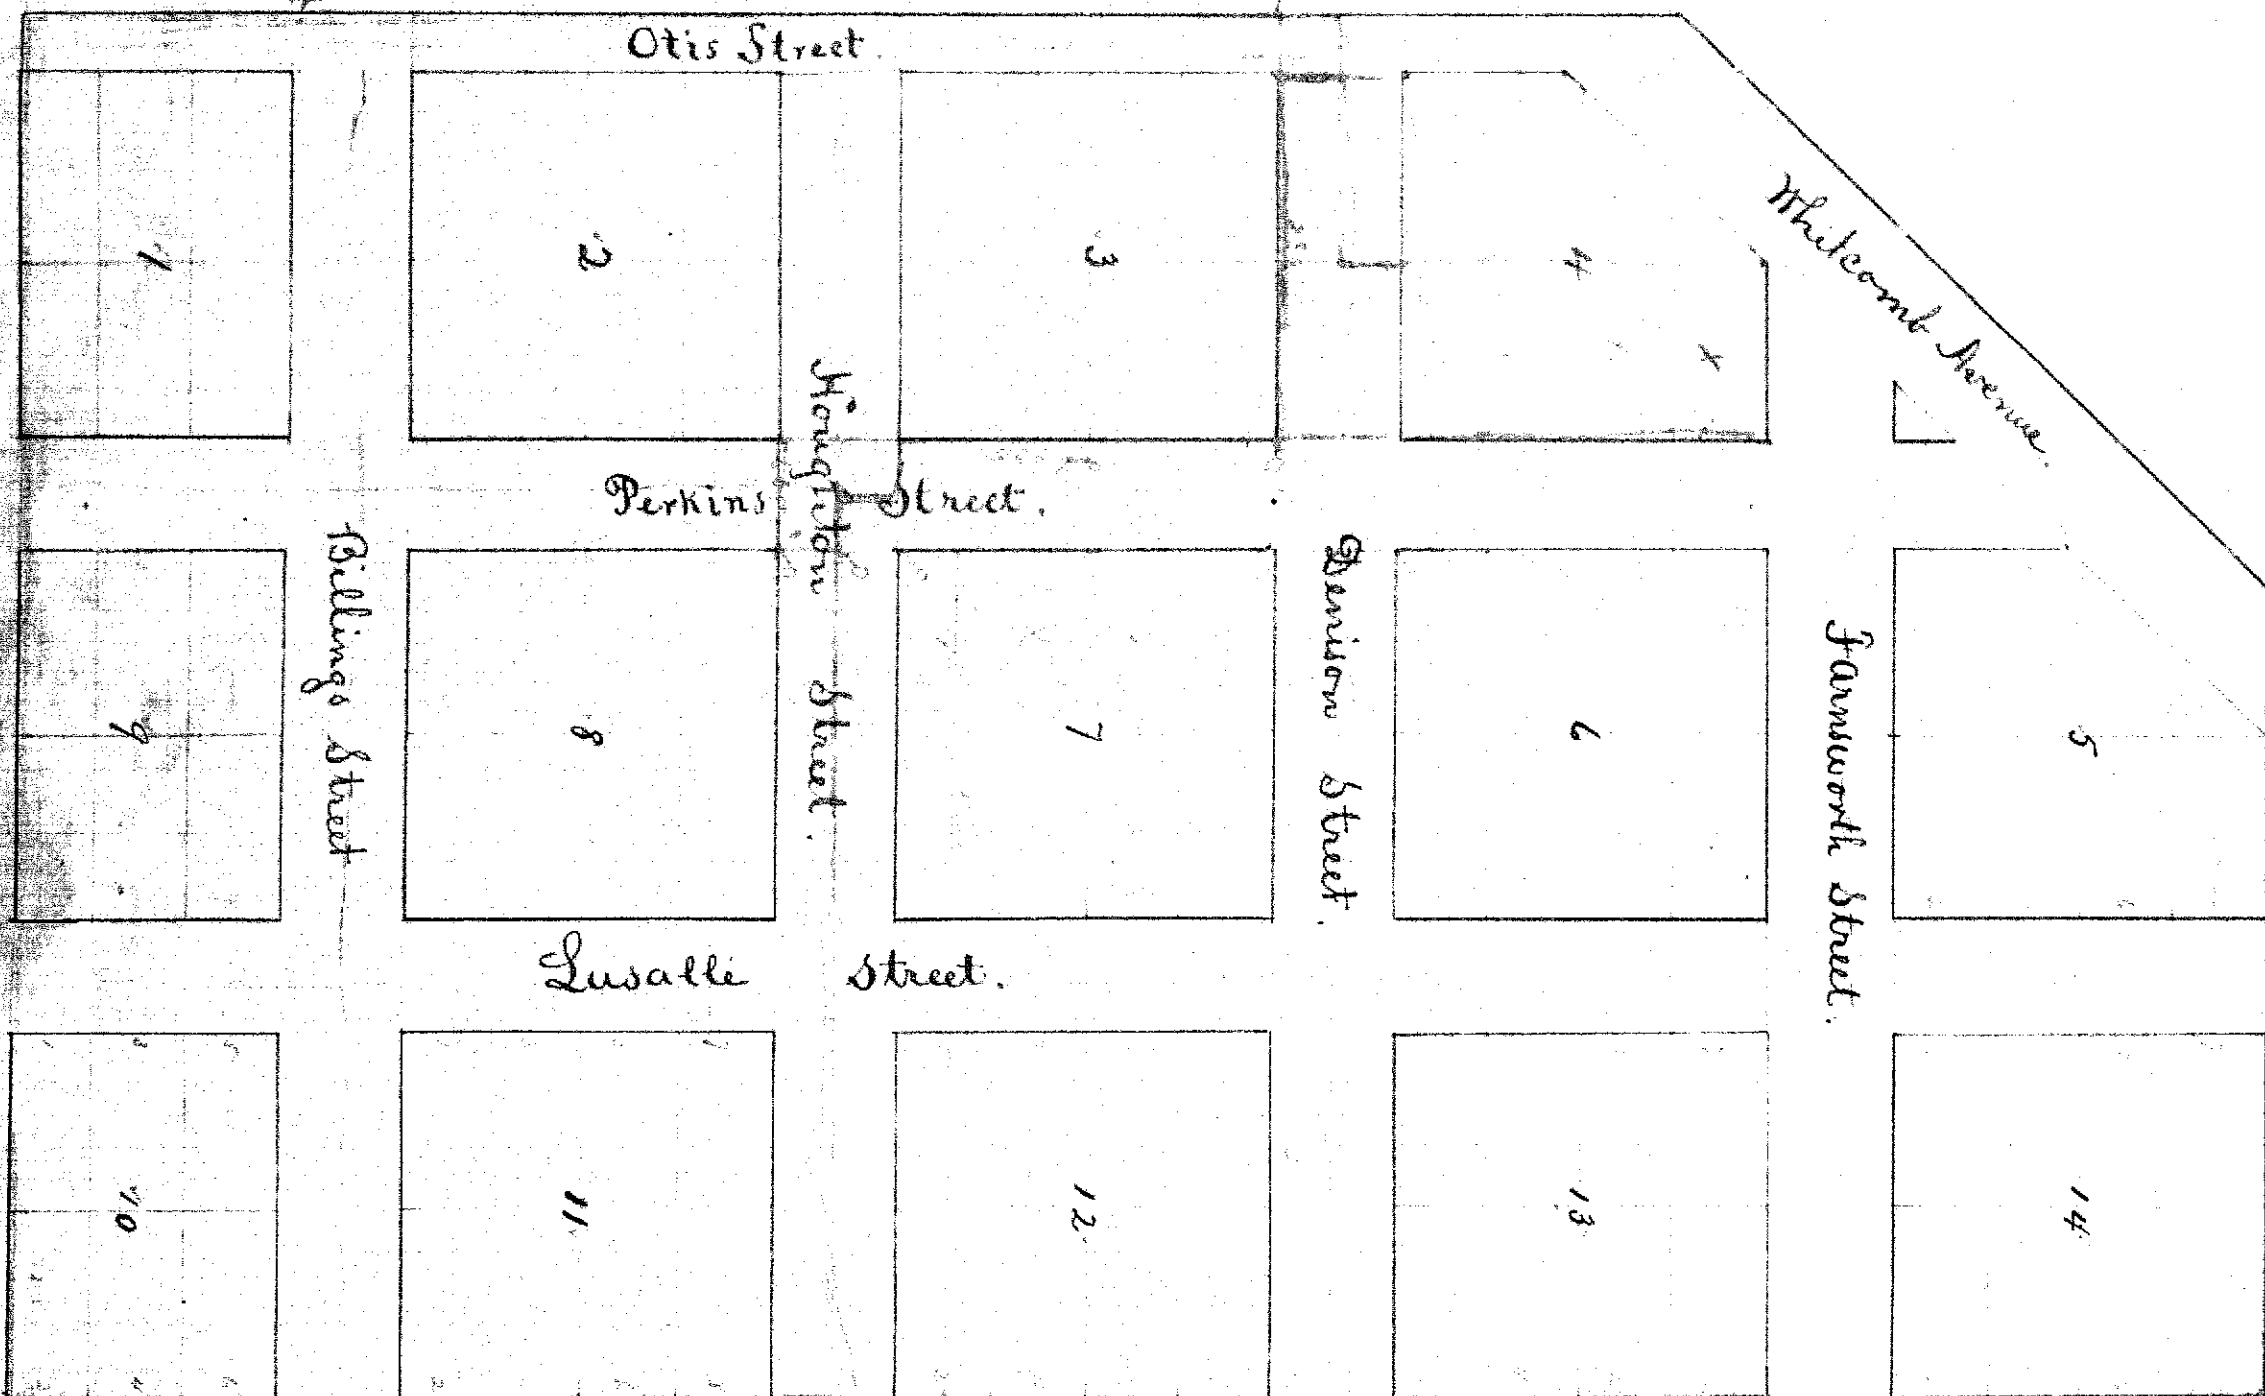 Otis Street.
1
2
3
4
x
Whitcomb Avenue.
Houghton Street.
Perkins Street.
Billings Street
Denison Street.
Farnsworth Street.
9
8
7
6
5
Lusalle Street.
10
11
12
13
14